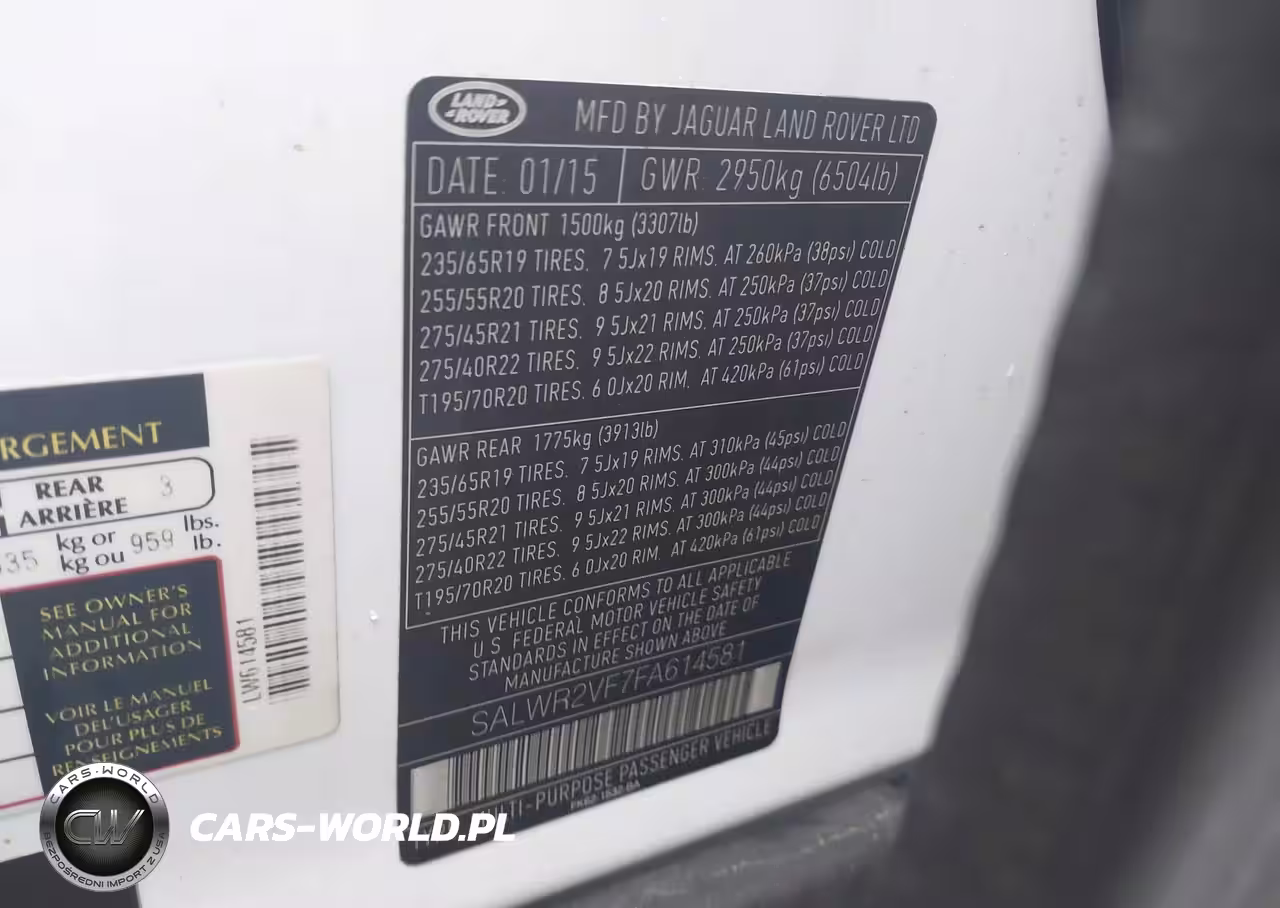 LAND ROVER
MFD BY JAGUAR LAND ROVER LTD
DATE: 01/15 GWR: 2950kg (6504lb)
GAWR FRONT 1500kg (3307lb)
235/65R19 TIRES. 7 5Jx19 RIMS. AT 260kPa (38psi) COLD
255/55R20 TIRES. 8 5Jx20 RIMS. AT 250kPa (37psi) COLD
275/45R21 TIRES. 9 5Jx21 RIMS. AT 250kPa (37psi) COLD
275/40R22 TIRES. 9 5Jx22 RIMS. AT 250kPa (37psi) COLD
T195/70R20 TIRES. 6 0Jx20 RIM. AT 420kPa (61psi) COLD
GAWR REAR 1775kg (3913lb)
235/65R19 TIRES. 7 5Jx19 RIMS. AT 310kPa (45psi) COLD
255/55R20 TIRES. 8 5Jx20 RIMS. AT 300kPa (44psi) COLD
275/45R21 TIRES. 9 5Jx21 RIMS. AT 300kPa (44psi) COLD
275/40R22 TIRES. 9 5Jx22 RIMS. AT 300kPa (44psi) COLD
T195/70R20 TIRES. 6 0Jx20 RIM. AT 420kPa (61psi) COLD
THIS VEHICLE CONFORMS TO ALL APPLICABLE
U S FEDERAL MOTOR VEHICLE SAFETY
STANDARDS IN EFFECT ON THE DATE OF
MANUFACTURE SHOWN ABOVE
SALWR2VF7FA614581
MULTI-PURPOSE PASSENGER VEHICLE
RGEMENT
REAR 3
ARRIÈRE
35 kg or 959 lbs.
kg ou lb.
SEE OWNER'S
MANUAL FOR
ADDITIONAL
INFORMATION
VOIR LE MANUEL
DEL'USAGER
POUR PLUS DE
RENSEIGNEMENTS
LW614581
CARS-WORLD
CW
BEZPOŚREDNI IMPORT Z USA
CARS-WORLD.PL